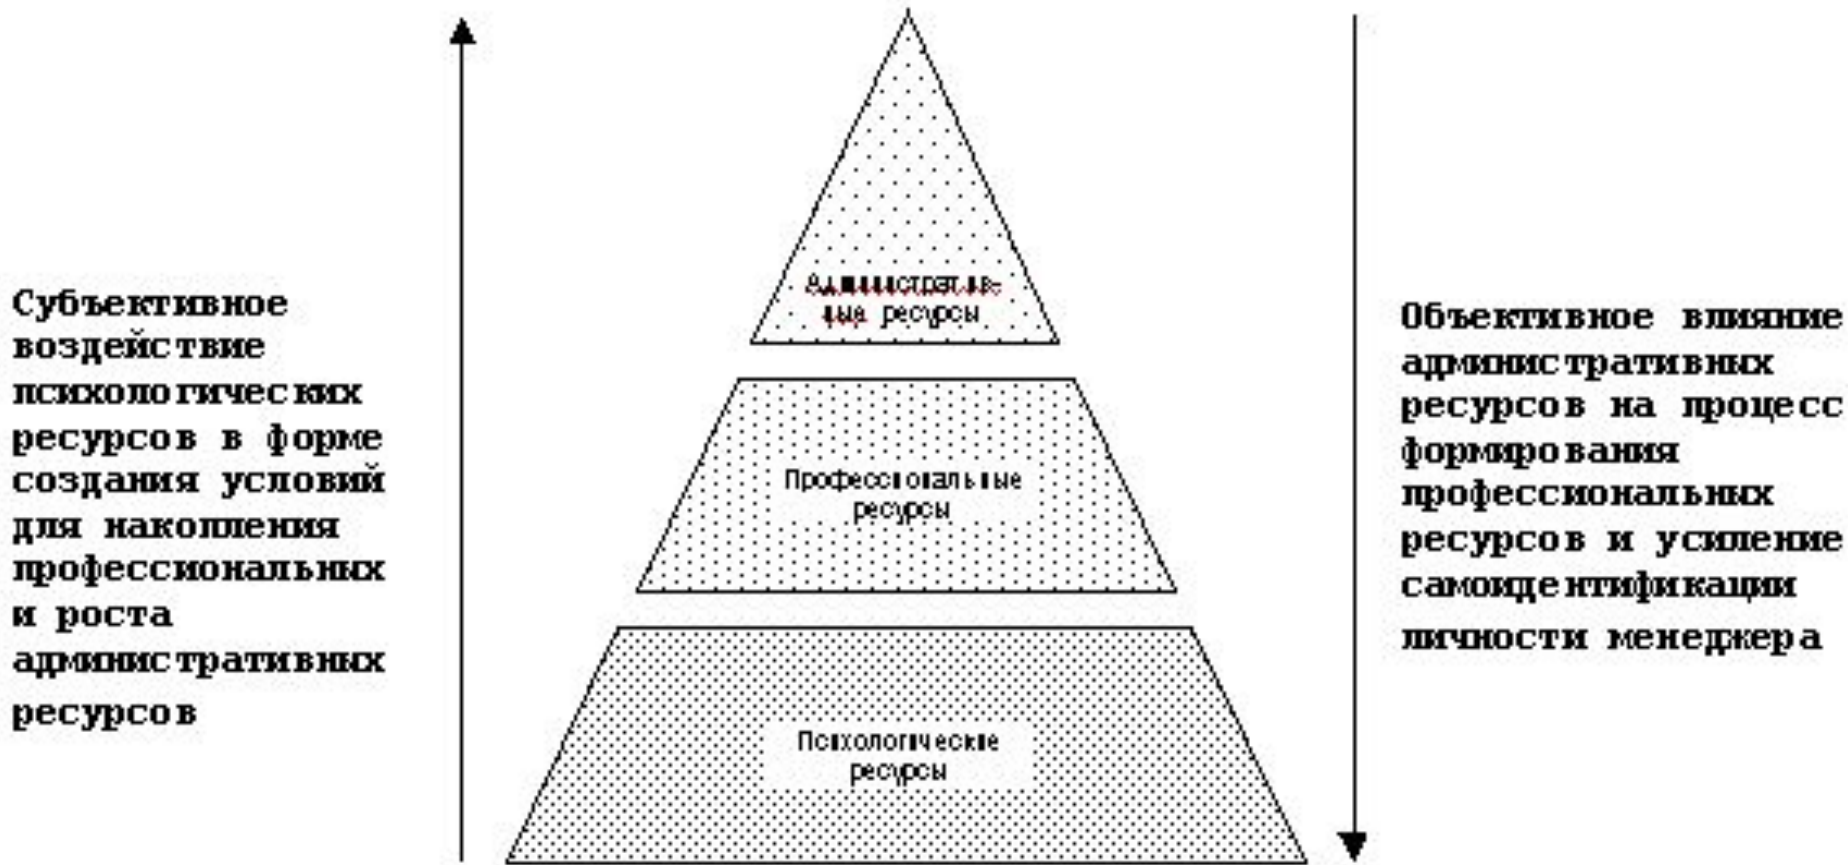 Субъективное
воздействие
психологических
ресурсов в форме
создания условий
для накопления
профессиональных
и роста
административных
ресурсов
Административ-
ные ресурсы
Профессиональные
ресурсы
Психологические
ресурсы
Объективное влияние
административных
ресурсов на процесс
формирования
профессиональных
ресурсов и усиление
самоидентификации
личности менеджера